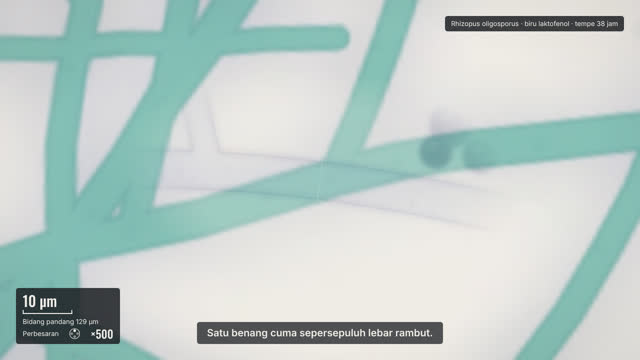 Rhizopus oligosporus · biru laktofenol · tempe 38 jam
10 µm
Bidang pandang 129 µm
Perbesaran ×500
Satu benang cuma sepersepuluh lebar rambut.